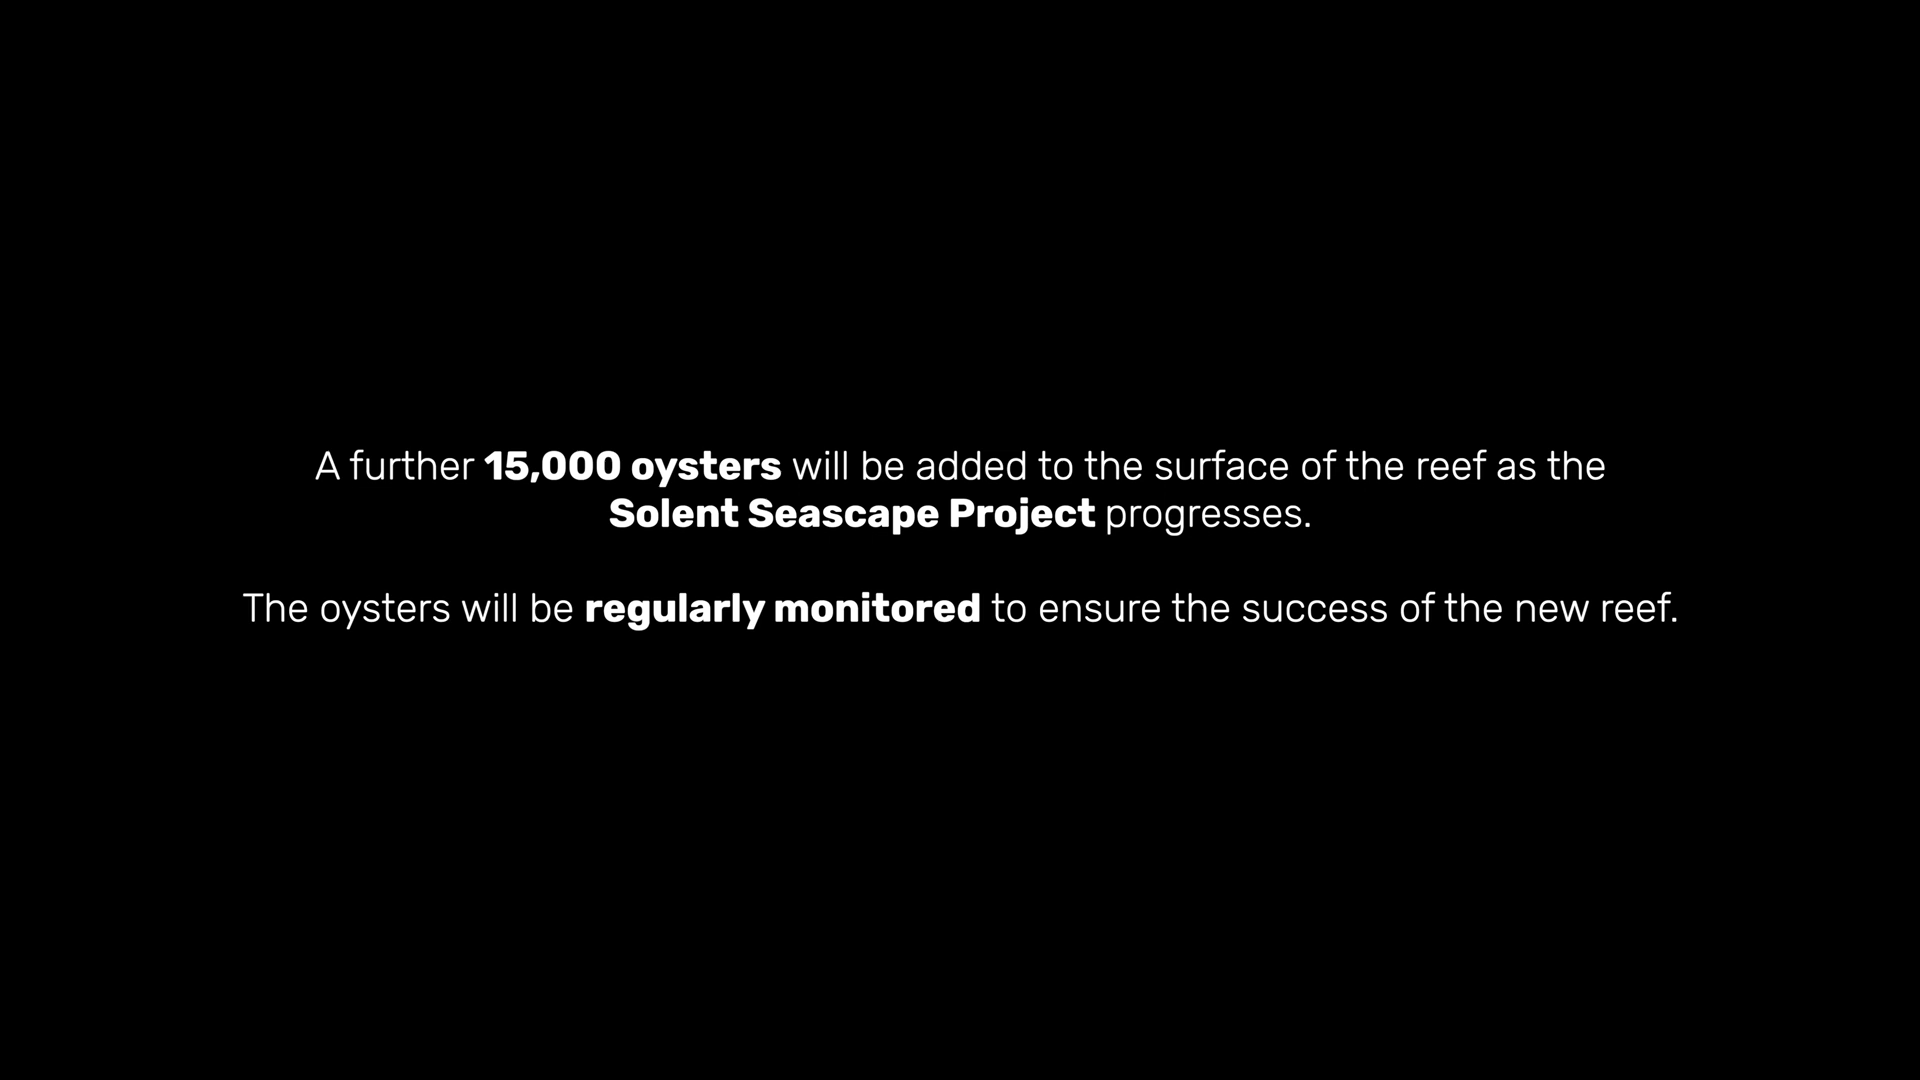 A further 15,000 oysters will be added to the surface of the reef as the
Solent Seascape Project progresses.
The oysters will be regularly monitored to ensure the success of the new reef.